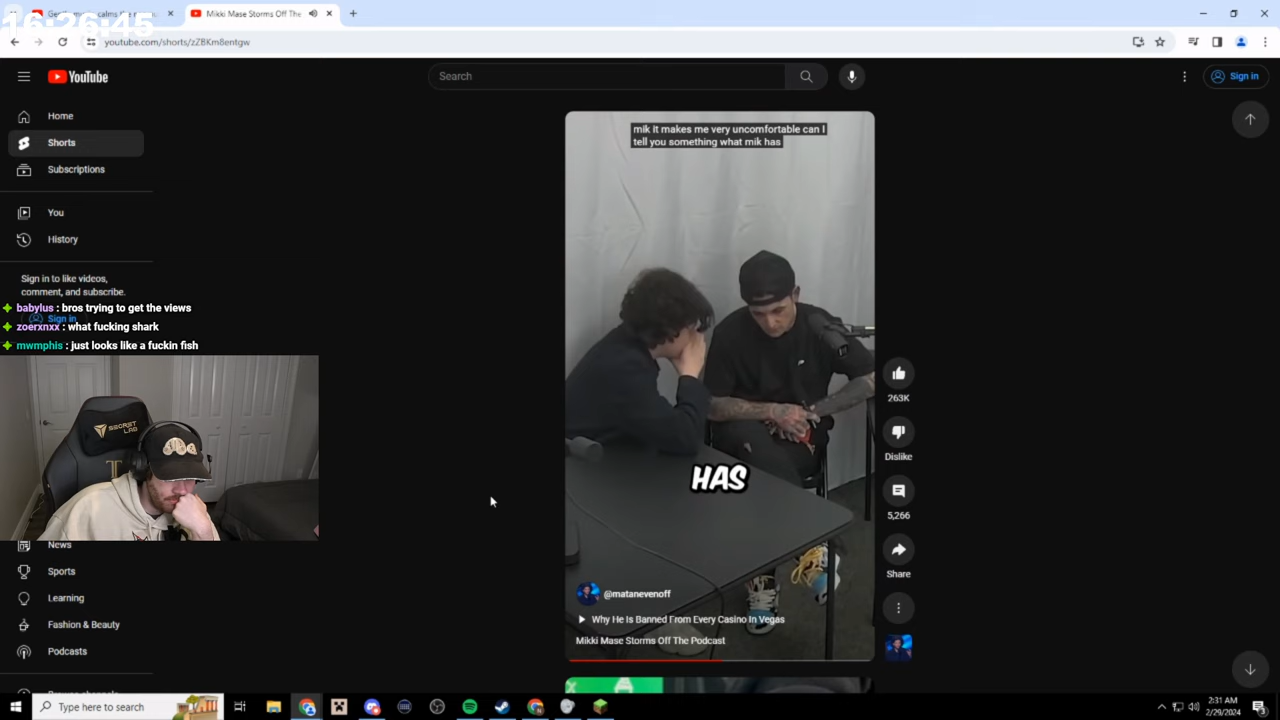 16:26:45
Mikki Mase Storms Off The
youtube.com/shorts/zZBKm8entgw
YouTube
Search
Sign in
Home
Shorts
Subscriptions
You
History
Sign in to like videos,
comment, and subscribe.
Sign in
babylus : bros trying to get the views
zoerxnxx : what fucking shark
mwmphis : just looks like a fuckin fish
SECRET
LAB
News
Sports
Learning
Fashion & Beauty
Podcasts
mik it makes me very uncomfortable can I
tell you something what mik has
HAS
@matanevenoff
Why He Is Banned From Every Casino In Vegas
Mikki Mase Storms Off The Podcast
263K
Dislike
5,266
Share
Type here to search
2:31 AM
2/29/2024